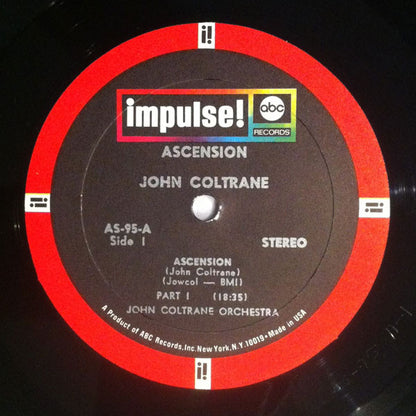 impulse!
abc
RECORDS
ASCENSION
JOHN COLTRANE
AS-95-A
Side 1
STEREO
ASCENSION
(John Coltrane)
(Jowcol — BMI)
PART I (18:35)
JOHN COLTRANE ORCHESTRA
A Product of ABC Records, Inc. New York, N.Y. 10019 • Made in USA
i!
i!
i!
i!